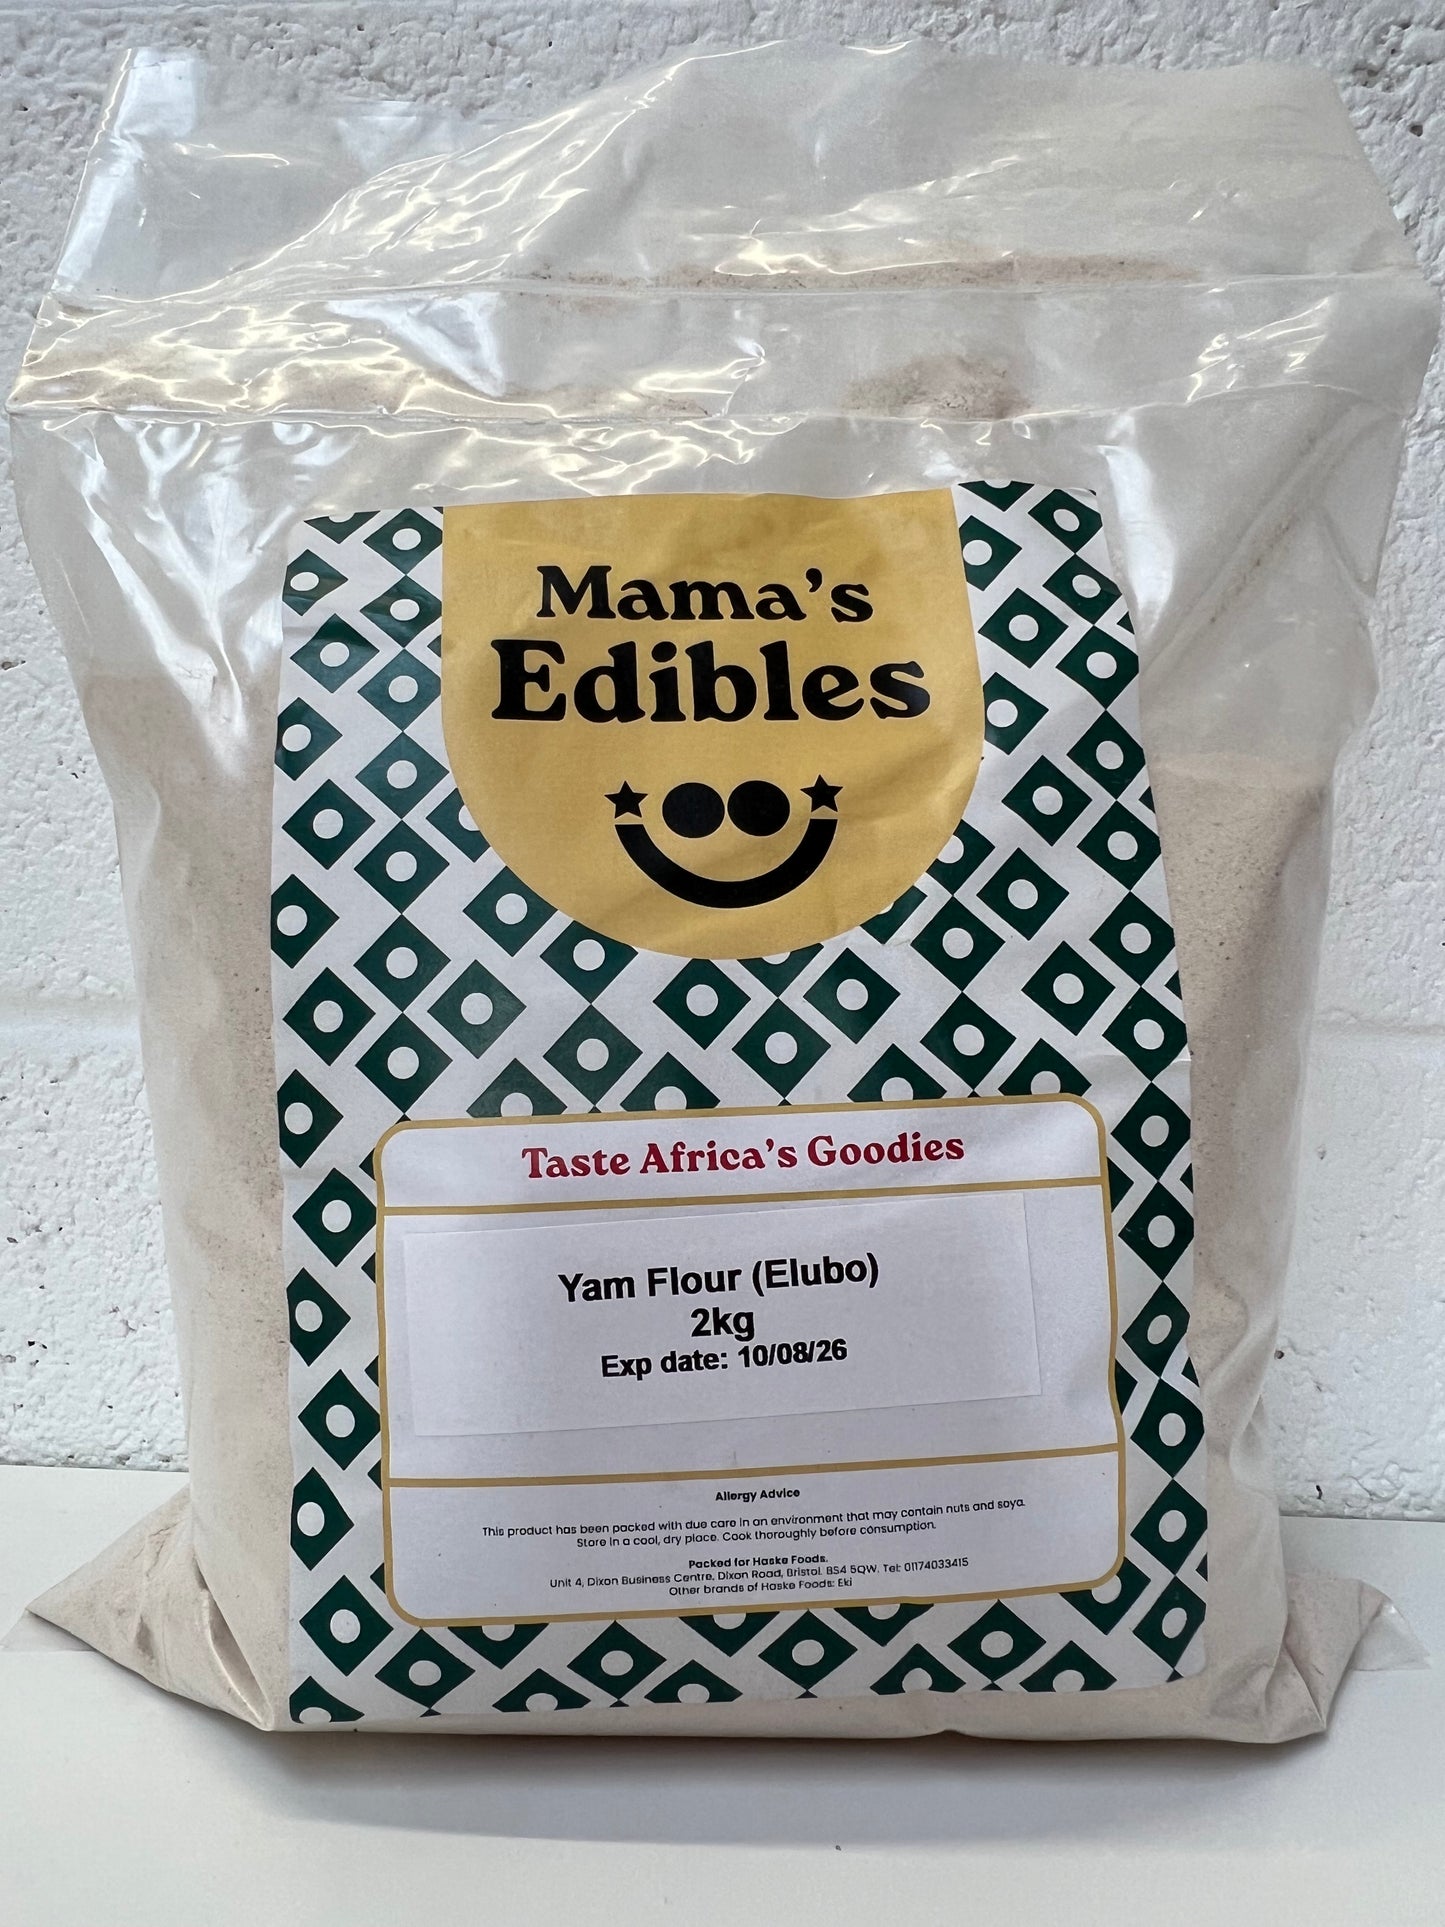 Mama's
Edibles
Taste Africa's Goodies
Yam Flour (Elubo)
2kg
Exp date: 10/08/26
Allergy Advice
This product has been packed with due care in an environment that may contain nuts and soya.
Store in a cool, dry place. Cook thoroughly before consumption.
Packed for Haske Foods.
Unit 4, Dixon Business Centre, Dixon Road, Bristol. BS4 5QW. Tel: 01174033415
Other brands of Haske Foods: Eki